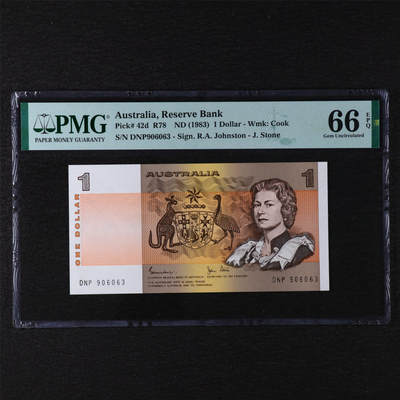 PMG
PAPER MONEY GUARANTY
Australia, Reserve Bank
Pick# 42d R78 ND (1983) 1 Dollar - Wmk: Cook
S/N DNP906063 - Sign. R.A. Johnston - J. Stone
66 EPQ
Gem Uncirculated
1
AUSTRALIA
1
ONE DOLLAR
DNP 906063
DNP 906063